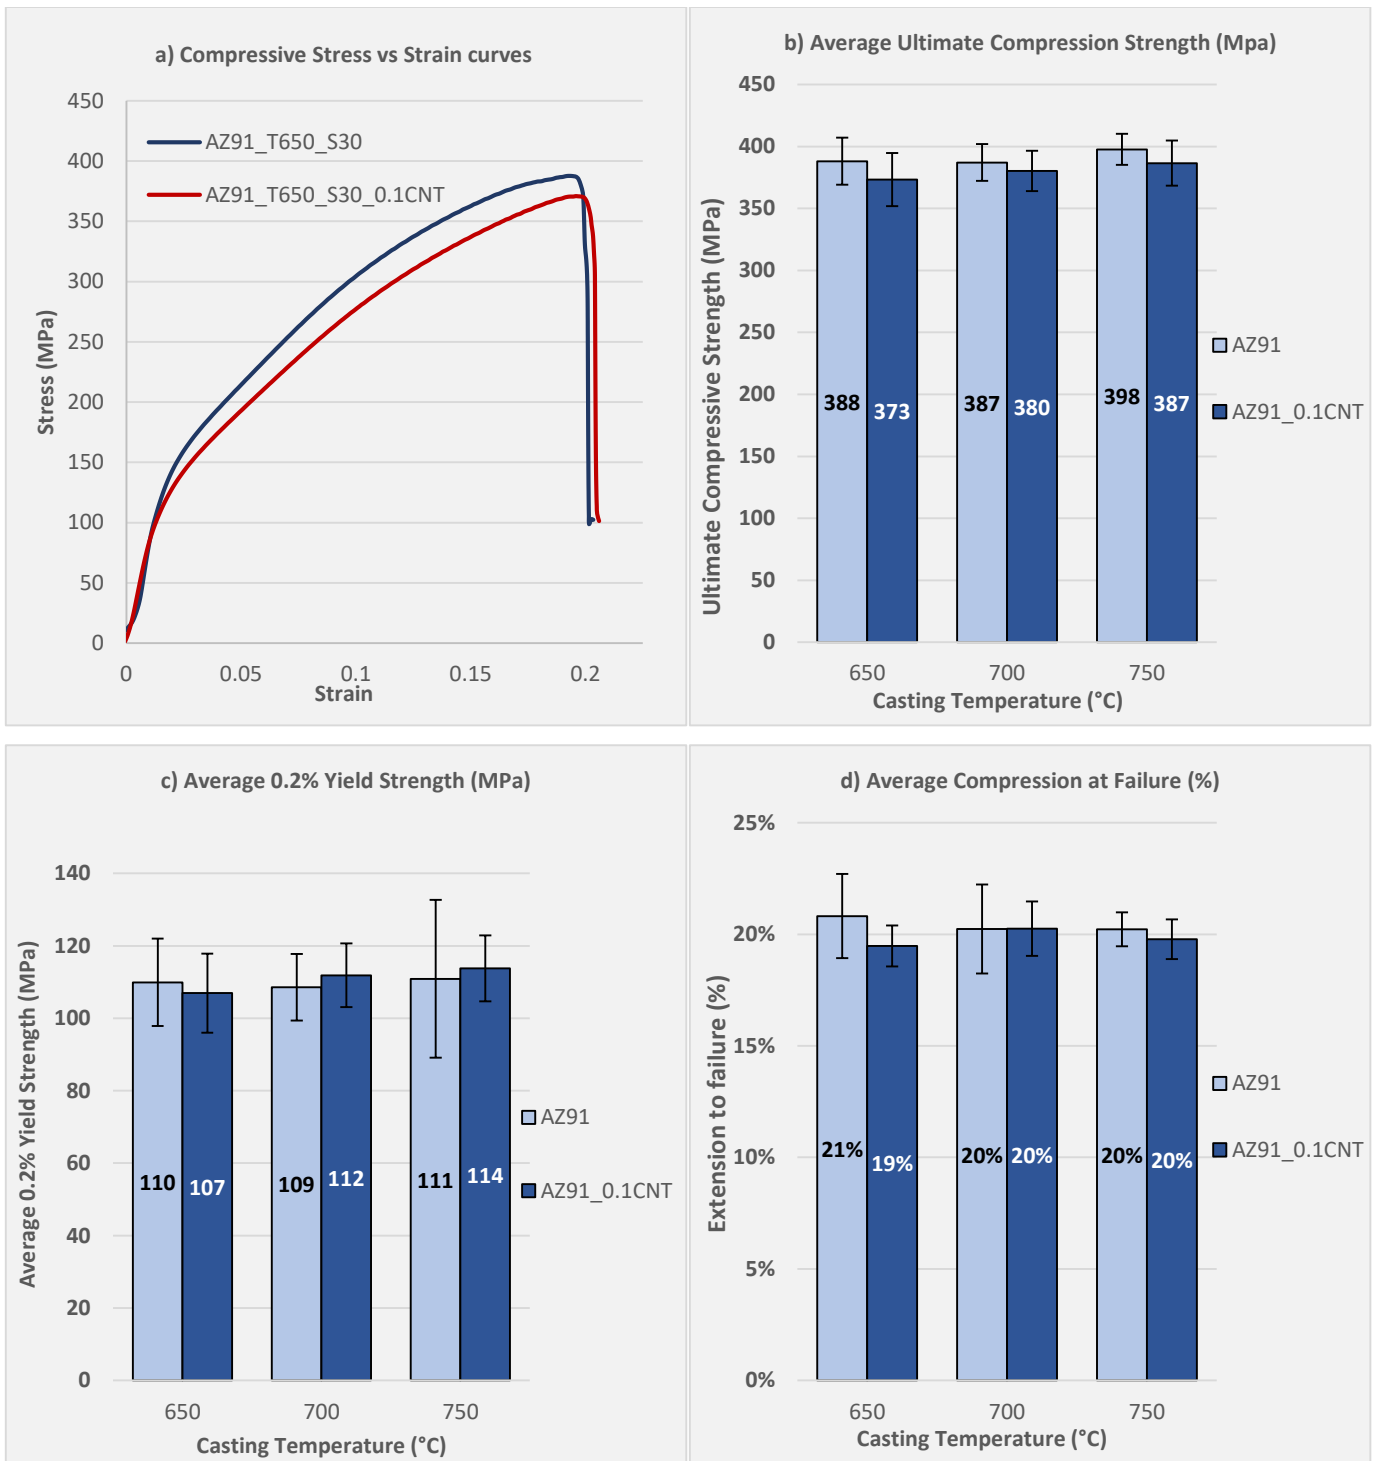 a) Compressive Stress vs Strain curves
450
400
350
300
250
200
150
100
50
0
Stress (MPa)
AZ91_T650_S30
AZ91_T650_S30_0.1CNT
0 0.05 0.1 0.15 0.2
Strain
b) Average Ultimate Compression Strength (Mpa)
450
400
350
300
250
200
150
100
50
0
Ultimate Compressive Strength (MPa)
388 373 387 380 398 387
AZ91
AZ91_0.1CNT
650 700 750
Casting Temperature (°C)
c) Average 0.2% Yield Strength (MPa)
140
120
100
80
60
40
20
0
Average 0.2% Yield Strength (MPa)
110 107 109 112 111 114
AZ91
AZ91_0.1CNT
650 700 750
Casting Temperature (°C)
d) Average Compression at Failure (%)
25%
20%
15%
10%
5%
0%
Extension to failure (%)
21% 19% 20% 20% 20% 20%
AZ91
AZ91_0.1CNT
650 700 750
Casting Temperature (°C)